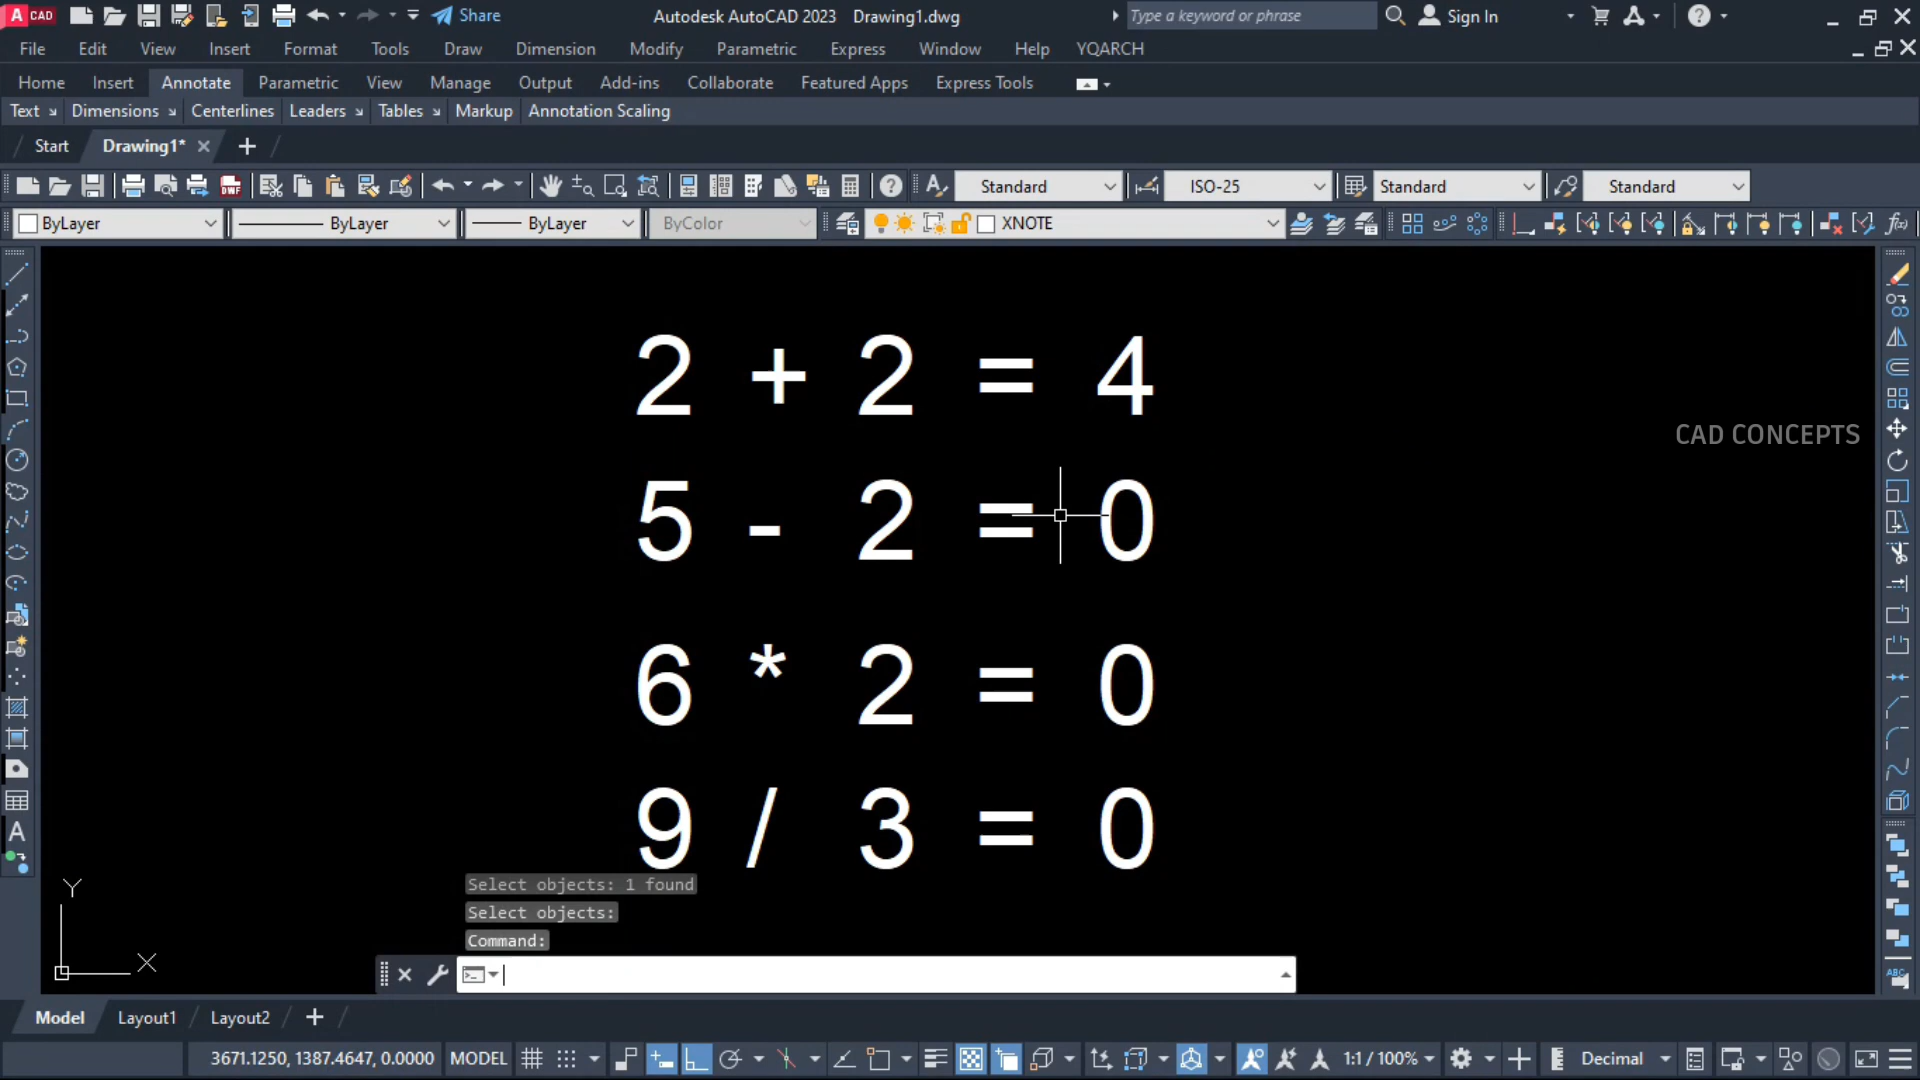 A CAD Share Autodesk AutoCAD 2023 Drawing1.dwg Type a keyword or phrase Sign In
File Edit View Insert Format Tools Draw Dimension Modify Parametric Express Window Help YQARCH
Home Insert Annotate Parametric View Manage Output Add-ins Collaborate Featured Apps Express Tools
Text Dimensions Centerlines Leaders Tables Markup Annotation Scaling
Start Drawing1*
DWF Standard ISO-25 Standard Standard
ByLayer ByLayer ByLayer ByColor XNOTE
2 + 2 = 4
CAD CONCEPTS
5 - 2 = 0
6 * 2 = 0
9 / 3 = 0
Select objects: 1 found
Select objects:
Command:
Y
X
A
ABC
Model Layout1 Layout2
3671.1250, 1387.4647, 0.0000 MODEL 1:1 / 100% Decimal